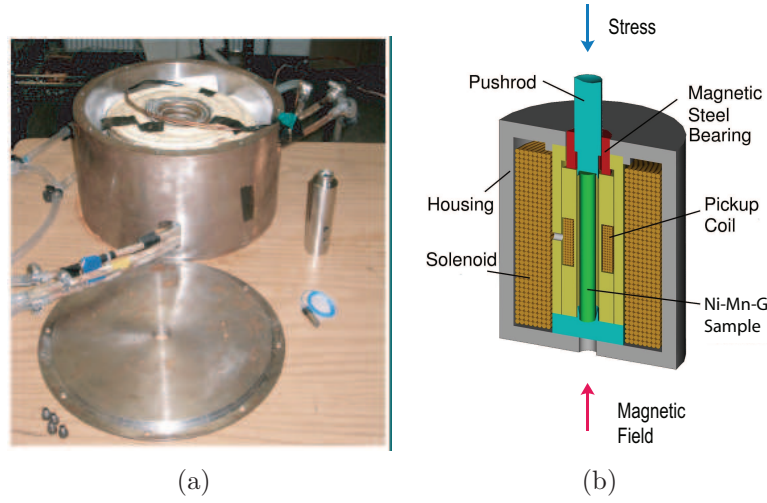 Stress
Pushrod
Magnetic
Steel
Bearing
Housing
Pickup
Coil
Solenoid
Ni-Mn-G
Sample
Magnetic
Field
(a)
(b)